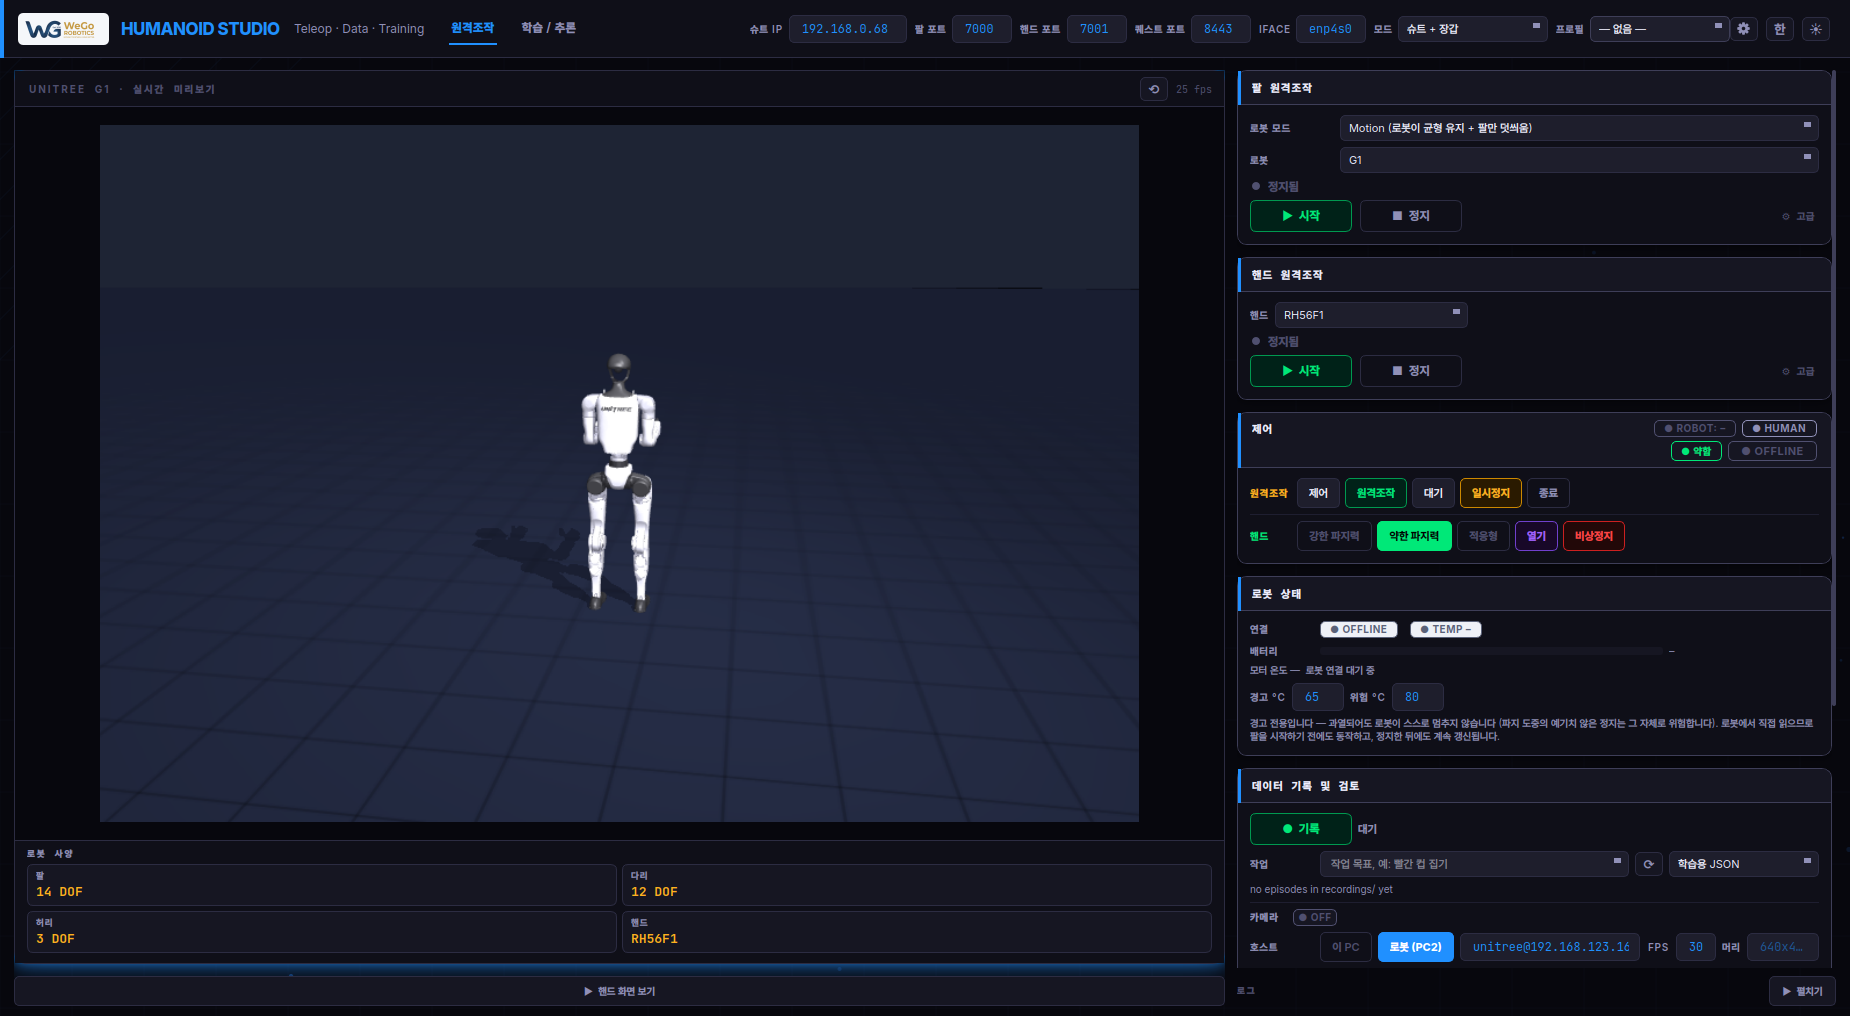 WG WeGo ROBOTICS
HUMANOID STUDIO
Teleop · Data · Training
원격조작
학습 / 추론
슈트 IP 192.168.0.68 팔 포트 7000 핸드 포트 7001 퀘스트 포트 8443 IFACE enp4s0 모드 슈트 + 장갑 프로필 — 없음 — 한
UNITREE G1 · 실시간 미리보기
25 fps
로봇 사양
팔
14 DOF
다리
12 DOF
허리
3 DOF
핸드
RH56F1
▶ 핸드 화면 보기
팔 원격조작
로봇 모드 Motion (로봇이 균형 유지 + 팔만 덧씌움)
로봇 G1
정지됨
▶ 시작 ■ 정지 고급
핸드 원격조작
핸드 RH56F1
정지됨
▶ 시작 ■ 정지 고급
제어
ROBOT: – HUMAN
약함 OFFLINE
원격조작 제어 원격조작 대기 일시정지 종료
핸드 강한 파지력 약한 파지력 적응형 열기 비상정지
로봇 상태
연결 OFFLINE TEMP –
배터리 –
모터 온도 — 로봇 연결 대기 중
경고 °C 65 위험 °C 80
경고 전용입니다 — 과열되어도 로봇이 스스로 멈추지 않습니다 (파지 도중의 예기치 않은 정지는 그 자체로 위험합니다). 로봇에서 직접 읽으므로
팔을 시작하기 전에도 동작하고, 정지한 뒤에도 계속 갱신됩니다.
데이터 기록 및 검토
기록 대기
작업 작업 목표, 예: 빨간 컵 집기 학습용 JSON
no episodes in recordings/ yet
카메라 OFF
호스트 이 PC 로봇 (PC2) unitree@192.168.123.16 FPS 30 머리 640x4…
로그 ▶ 펼치기